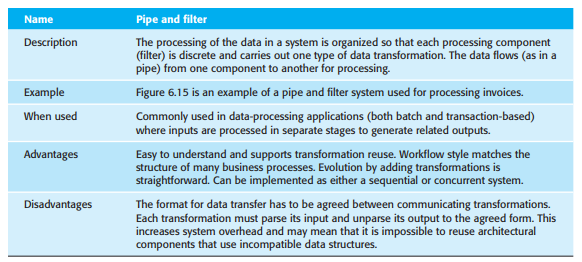 Name Pipe and filter
Description The processing of the data in a system is organized so that each processing component
(filter) is discrete and carries out one type of data transformation. The data flows (as in a
pipe) from one component to another for processing.
Example Figure 6.15 is an example of a pipe and filter system used for processing invoices.
When used Commonly used in data-processing applications (both batch and transaction-based)
where inputs are processed in separate stages to generate related outputs.
Advantages Easy to understand and supports transformation reuse. Workflow style matches the
structure of many business processes. Evolution by adding transformations is
straightforward. Can be implemented as either a sequential or concurrent system.
Disadvantages The format for data transfer has to be agreed between communicating transformations.
Each transformation must parse its input and unparse its output to the agreed form. This
increases system overhead and may mean that it is impossible to reuse architectural
components that use incompatible data structures.